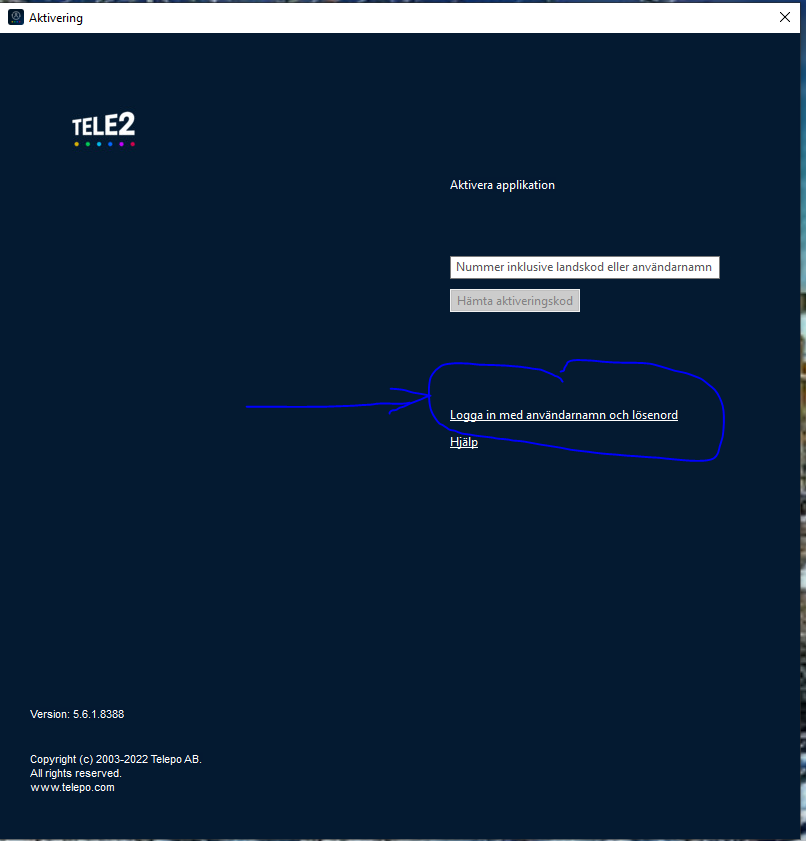 Aktivering
TELE2
Aktivera applikation
Nummer inklusive landskod eller användarnamn
Hämta aktiveringskod
Logga in med användarnamn och lösenord
Hjälp
Version: 5.6.1.8388
Copyright (c) 2003-2022 Telepo AB.
All rights reserved.
www.telepo.com